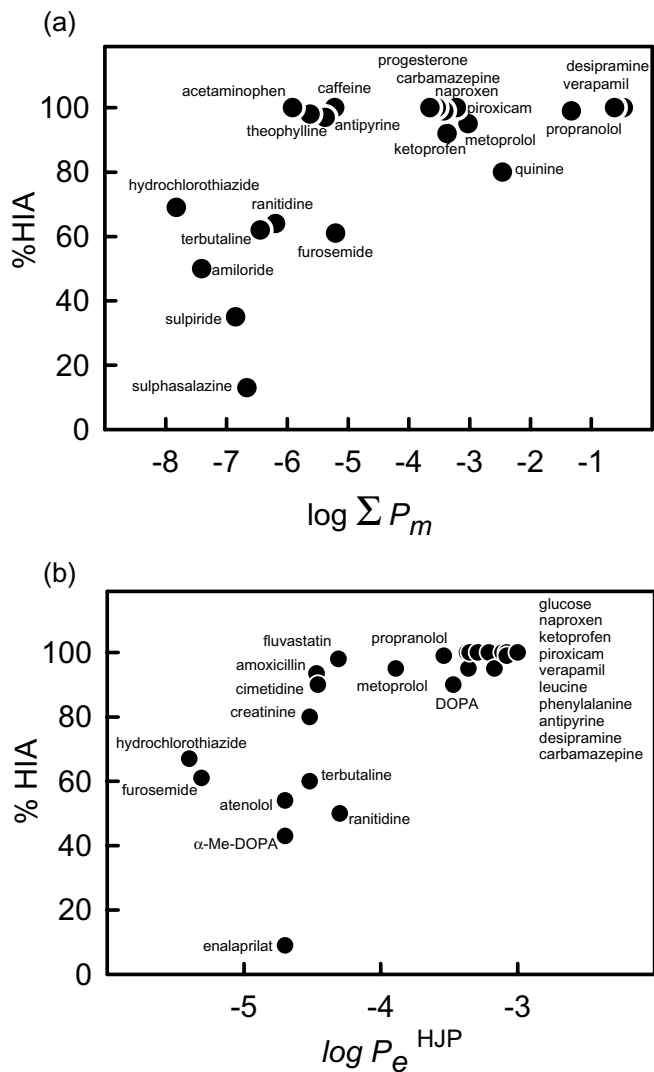 (a)
progesterone
carbamazepine
desipramine
acetaminophen
caffeine
naproxen
verapamil
100
theophylline
antipyrine
piroxicam
metoprolol
propranolol
ketoprofen
80
quinine
hydrochlorothiazide
ranitidine
60
terbutaline
furosemide
amiloride
40
sulpiride
20
sulphasalazine
0
%HIA
-8 -7 -6 -5 -4 -3 -2 -1
log Σ Pm
(b)
glucose
naproxen
ketoprofen
piroxicam
verapamil
leucine
phenylalanine
antipyrine
desipramine
carbamazepine
fluvastatin
propranolol
100
amoxicillin
cimetidine
metoprolol
DOPA
creatinine
80
hydrochlorothiazide
furosemide
terbutaline
60
atenolol
ranitidine
α-Me-DOPA
40
20
enalaprilat
0
% HIA
-5 -4 -3
log Pe HJP